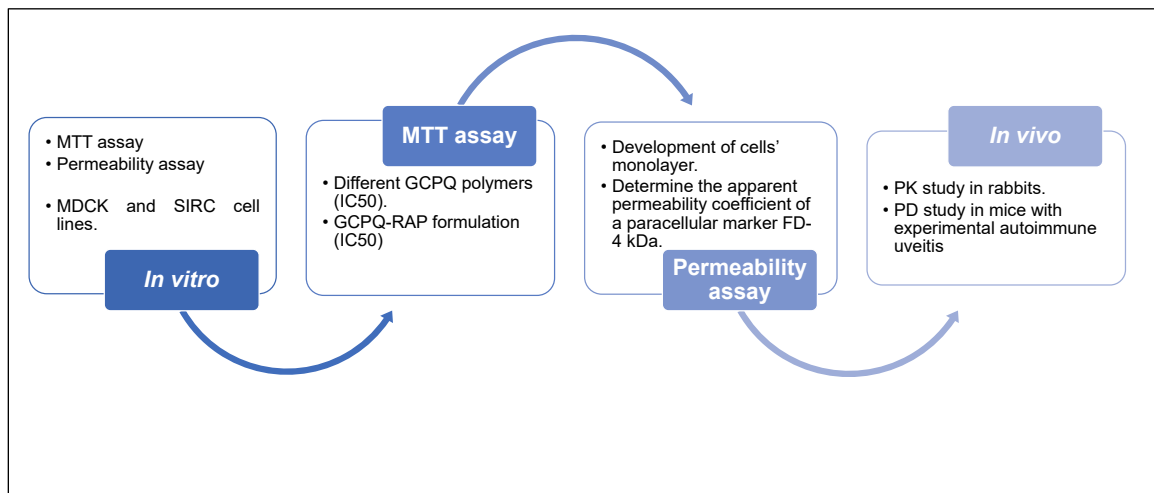 • MTT assay
• Permeability assay
• MDCK and SIRC cell
lines.
In vitro
MTT assay
• Different GCPQ polymers
(IC50).
• GCPQ-RAP formulation
(IC50)
• Development of cells’
monolayer.
• Determine the apparent
permeability coefficient of
a paracellular marker FD-
4 kDa.
Permeability
assay
In vivo
• PK study in rabbits.
• PD study in mice with
experimental autoimmune
uveitis